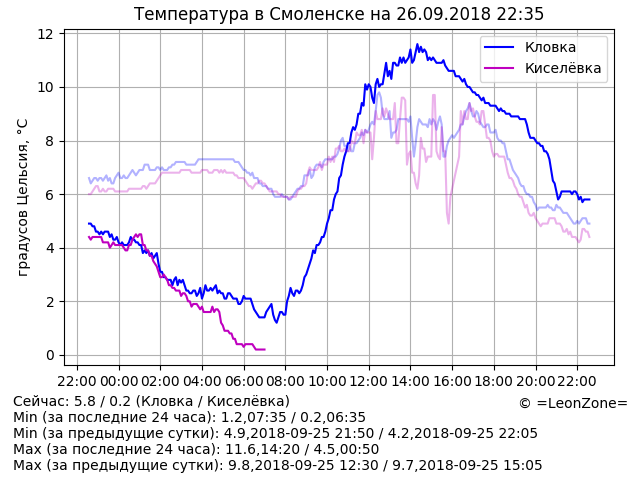 Температура в Смоленске на 26.09.2018 22:35
12
10
8
6
4
2
0
градусов Цельсия, °C
Кловка
Киселёвка
22:00 00:00 02:00 04:00 06:00 08:00 10:00 12:00 14:00 16:00 18:00 20:00 22:00
Сейчас: 5.8 / 0.2 (Кловка / Киселёвка)
© =LeonZone=
Min (за последние 24 часа): 1.2,07:35 / 0.2,06:35
Min (за предыдущие сутки): 4.9,2018-09-25 21:50 / 4.2,2018-09-25 22:05
Max (за последние 24 часа): 11.6,14:20 / 4.5,00:50
Max (за предыдущие сутки): 9.8,2018-09-25 12:30 / 9.7,2018-09-25 15:05